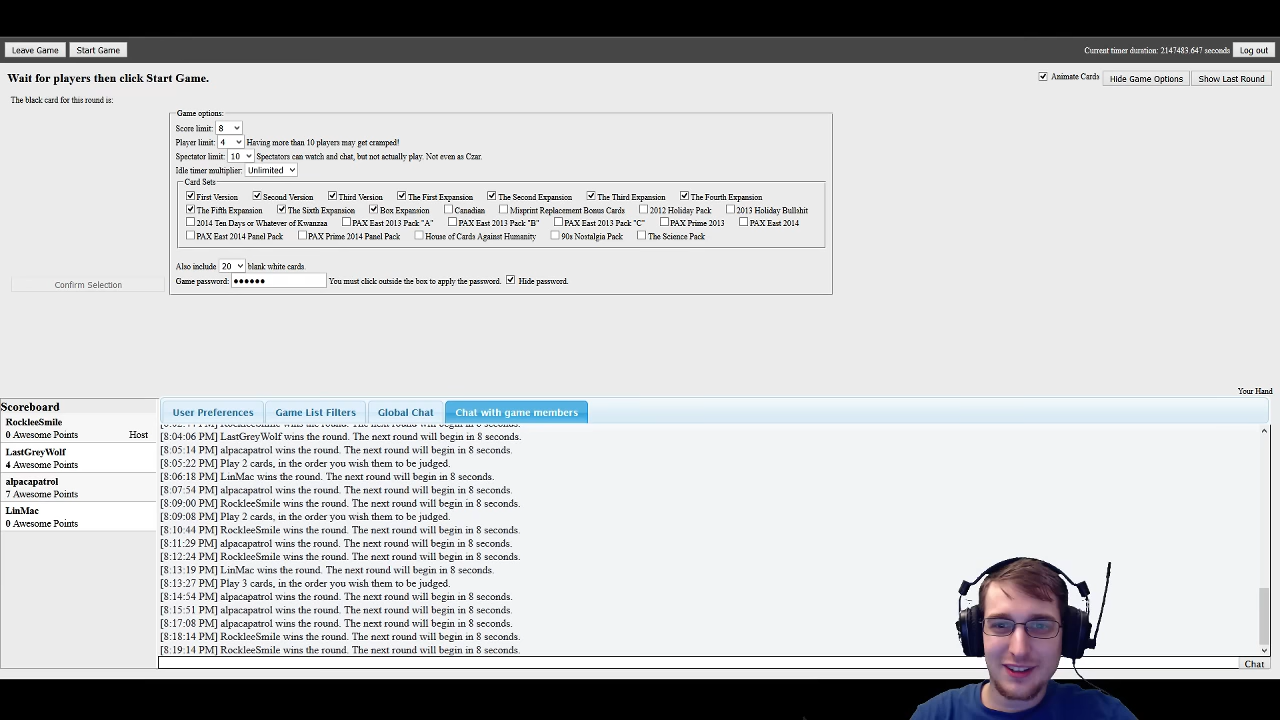 Leave Game Start Game Current timer duration: 2147483.647 seconds Log out
Wait for players then click Start Game. Animate Cards Hide Game Options Show Last Round
The black card for this round is:
Game options:
Score limit: 8
Player limit: 4 Having more than 10 players may get cramped!
Spectator limit: 10 Spectators can watch and chat, but not actually play. Not even as Czar.
Idle timer multiplier: Unlimited
Card Sets
First Version Second Version Third Version The First Expansion The Second Expansion The Third Expansion The Fourth Expansion
The Fifth Expansion The Sixth Expansion Box Expansion Canadian Misprint Replacement Bonus Cards 2012 Holiday Pack 2013 Holiday Bullshit
2014 Ten Days or Whatever of Kwanzaa PAX East 2013 Pack "A" PAX East 2013 Pack "B" PAX East 2013 Pack "C" PAX Prime 2013 PAX East 2014
PAX East 2014 Panel Pack PAX Prime 2014 Panel Pack House of Cards Against Humanity 90s Nostalgia Pack The Science Pack
Also include 20 blank white cards.
Game password: ●●●●●● You must click outside the box to apply the password. Hide password.
Confirm Selection
Your Hand
Scoreboard
RockleeSmile
0 Awesome Points Host
LastGreyWolf
4 Awesome Points
alpacapatrol
7 Awesome Points
LinMac
0 Awesome Points
User Preferences Game List Filters Global Chat Chat with game members
[8:04:06 PM] LastGreyWolf wins the round. The next round will begin in 8 seconds.
[8:05:14 PM] alpacapatrol wins the round. The next round will begin in 8 seconds.
[8:05:22 PM] Play 2 cards, in the order you wish them to be judged.
[8:06:18 PM] LinMac wins the round. The next round will begin in 8 seconds.
[8:07:54 PM] alpacapatrol wins the round. The next round will begin in 8 seconds.
[8:09:00 PM] RockleeSmile wins the round. The next round will begin in 8 seconds.
[8:09:08 PM] Play 2 cards, in the order you wish them to be judged.
[8:10:44 PM] RockleeSmile wins the round. The next round will begin in 8 seconds.
[8:11:29 PM] alpacapatrol wins the round. The next round will begin in 8 seconds.
[8:12:24 PM] RockleeSmile wins the round. The next round will begin in 8 seconds.
[8:13:19 PM] LinMac wins the round. The next round will begin in 8 seconds.
[8:13:27 PM] Play 3 cards, in the order you wish them to be judged.
[8:14:54 PM] alpacapatrol wins the round. The next round will begin in 8 seconds.
[8:15:51 PM] alpacapatrol wins the round. The next round will begin in 8 seconds.
[8:17:08 PM] alpacapatrol wins the round. The next round will begin in 8 seconds.
[8:18:14 PM] RockleeSmile wins the round. The next round will begin in 8 seconds.
[8:19:14 PM] RockleeSmile wins the round. The next round will begin in 8 seconds.
Chat